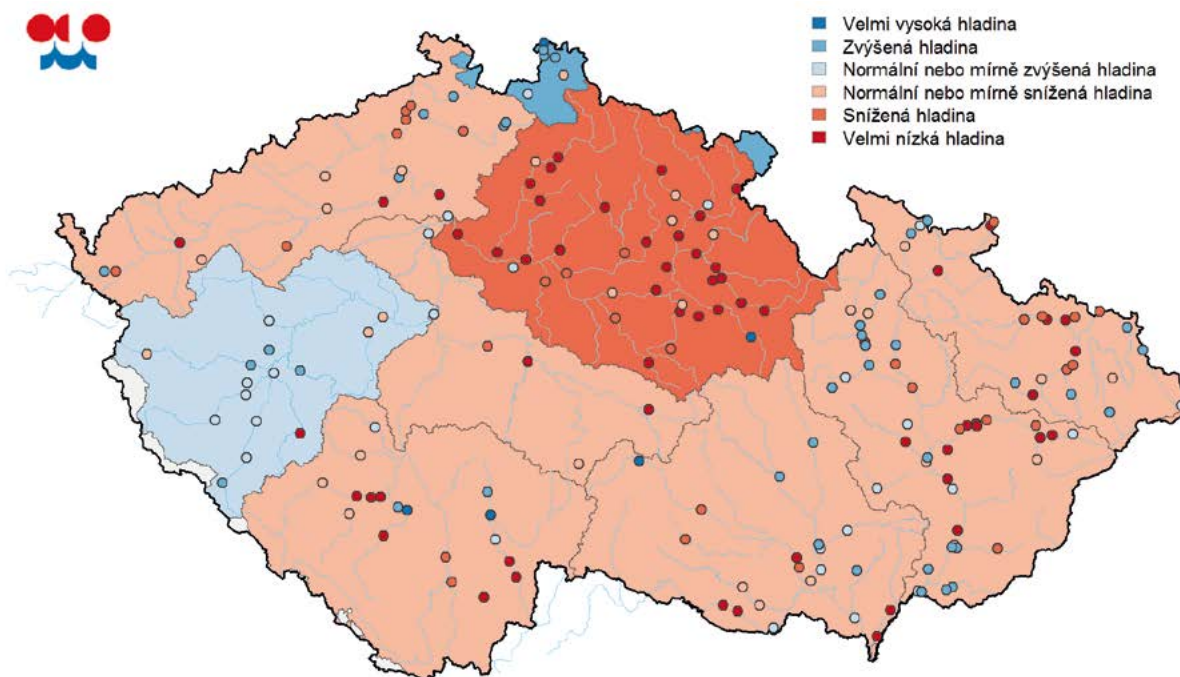 Velmi vysoká hladina
Zvýšená hladina
Normální nebo mírně zvýšená hladina
Normální nebo mírně snížená hladina
Snížená hladina
Velmi nízká hladina